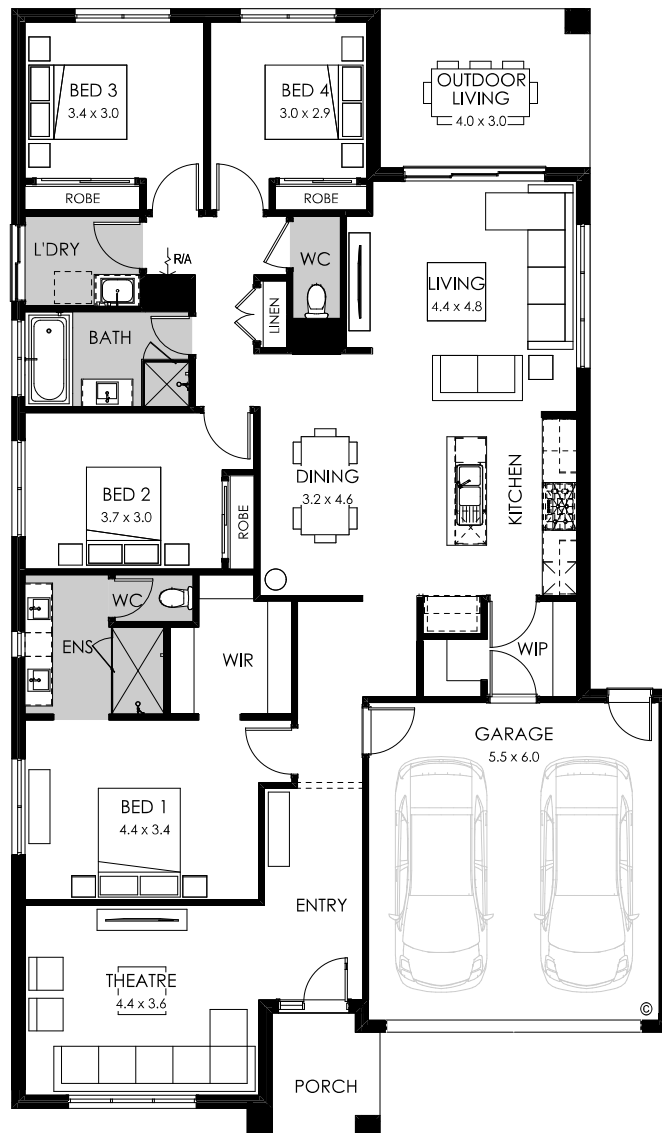 BED 3
3.4 x 3.0
BED 4
3.0 x 2.9
OUTDOOR
LIVING
4.0 x 3.0
ROBE
ROBE
L'DRY
R/A
WC
LINEN
LIVING
4.4 x 4.8
BATH
BED 2
3.7 x 3.0
ROBE
DINING
3.2 x 4.6
KITCHEN
WC
ENS
WIR
WIP
GARAGE
5.5 x 6.0
BED 1
4.4 x 3.4
ENTRY
THEATRE
4.4 x 3.6
©
PORCH